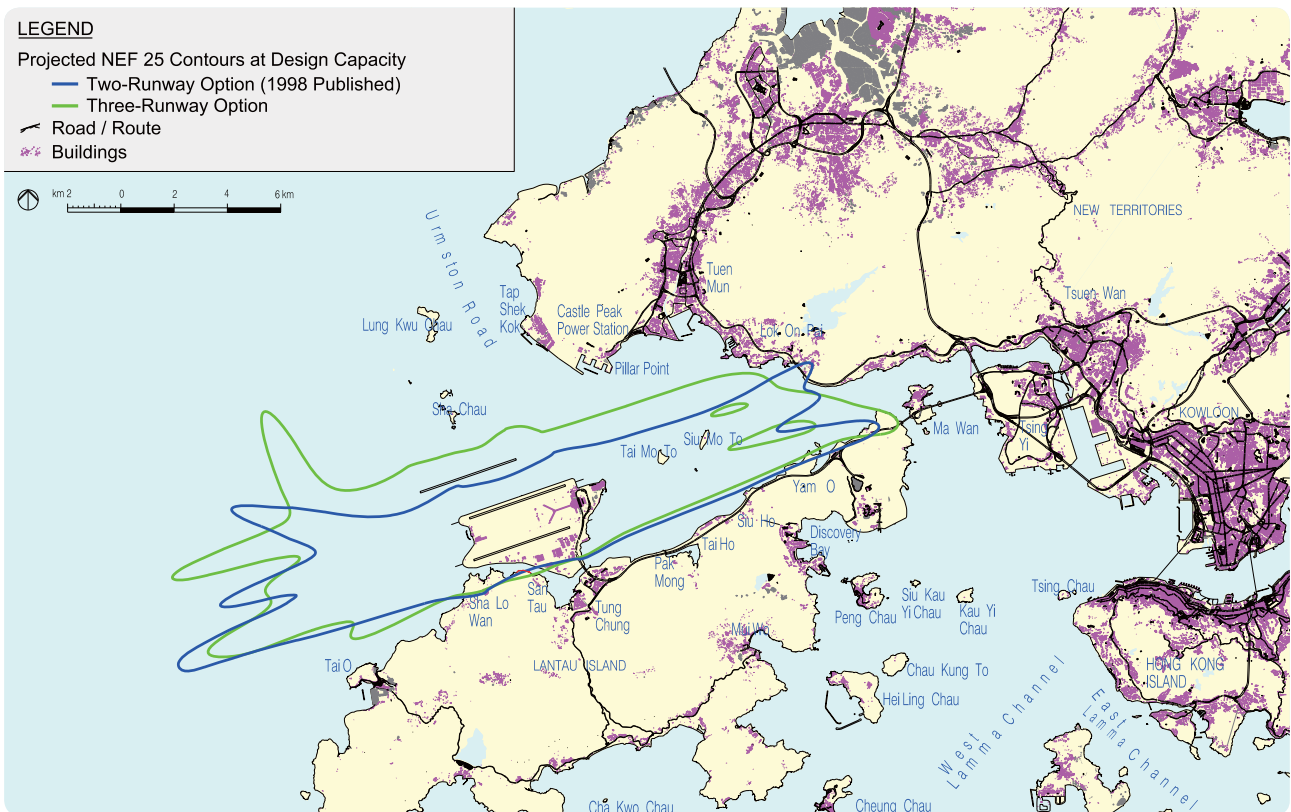 LEGEND
Projected NEF 25 Contours at Design Capacity
Two-Runway Option (1998 Published)
Three-Runway Option
Road / Route
Buildings
km 2 0 2 4 6 km
NEW TERRITORIES
Urmston Road
Tuen
Mun
Tap
Shek
Kok
Castle Peak
Power Station
Tsuen Wan
Lung Kwu Chau
Lok On Pai
Pillar Point
Sha Chau
KOWLOON
Ma Wan
Tsing
Yi
Siu Mo To
Tai Mo To
Yam O
Siu Ho
Discovery
Bay
Tai Ho
Pak
Mong
San
Tau
Sha Lo
Wan
Tung
Chung
Peng Chau
Siu Kau
Yi Chau
Kau Yi
Chau
Tsing Chau
Mui Wo
Tai O
LANTAU ISLAND
Chau Kung To
Hei Ling Chau
HONG KONG
ISLAND
West
Lamma Channel
East
Lamma Channel
Cha Kwo Chau
Cheung Chau